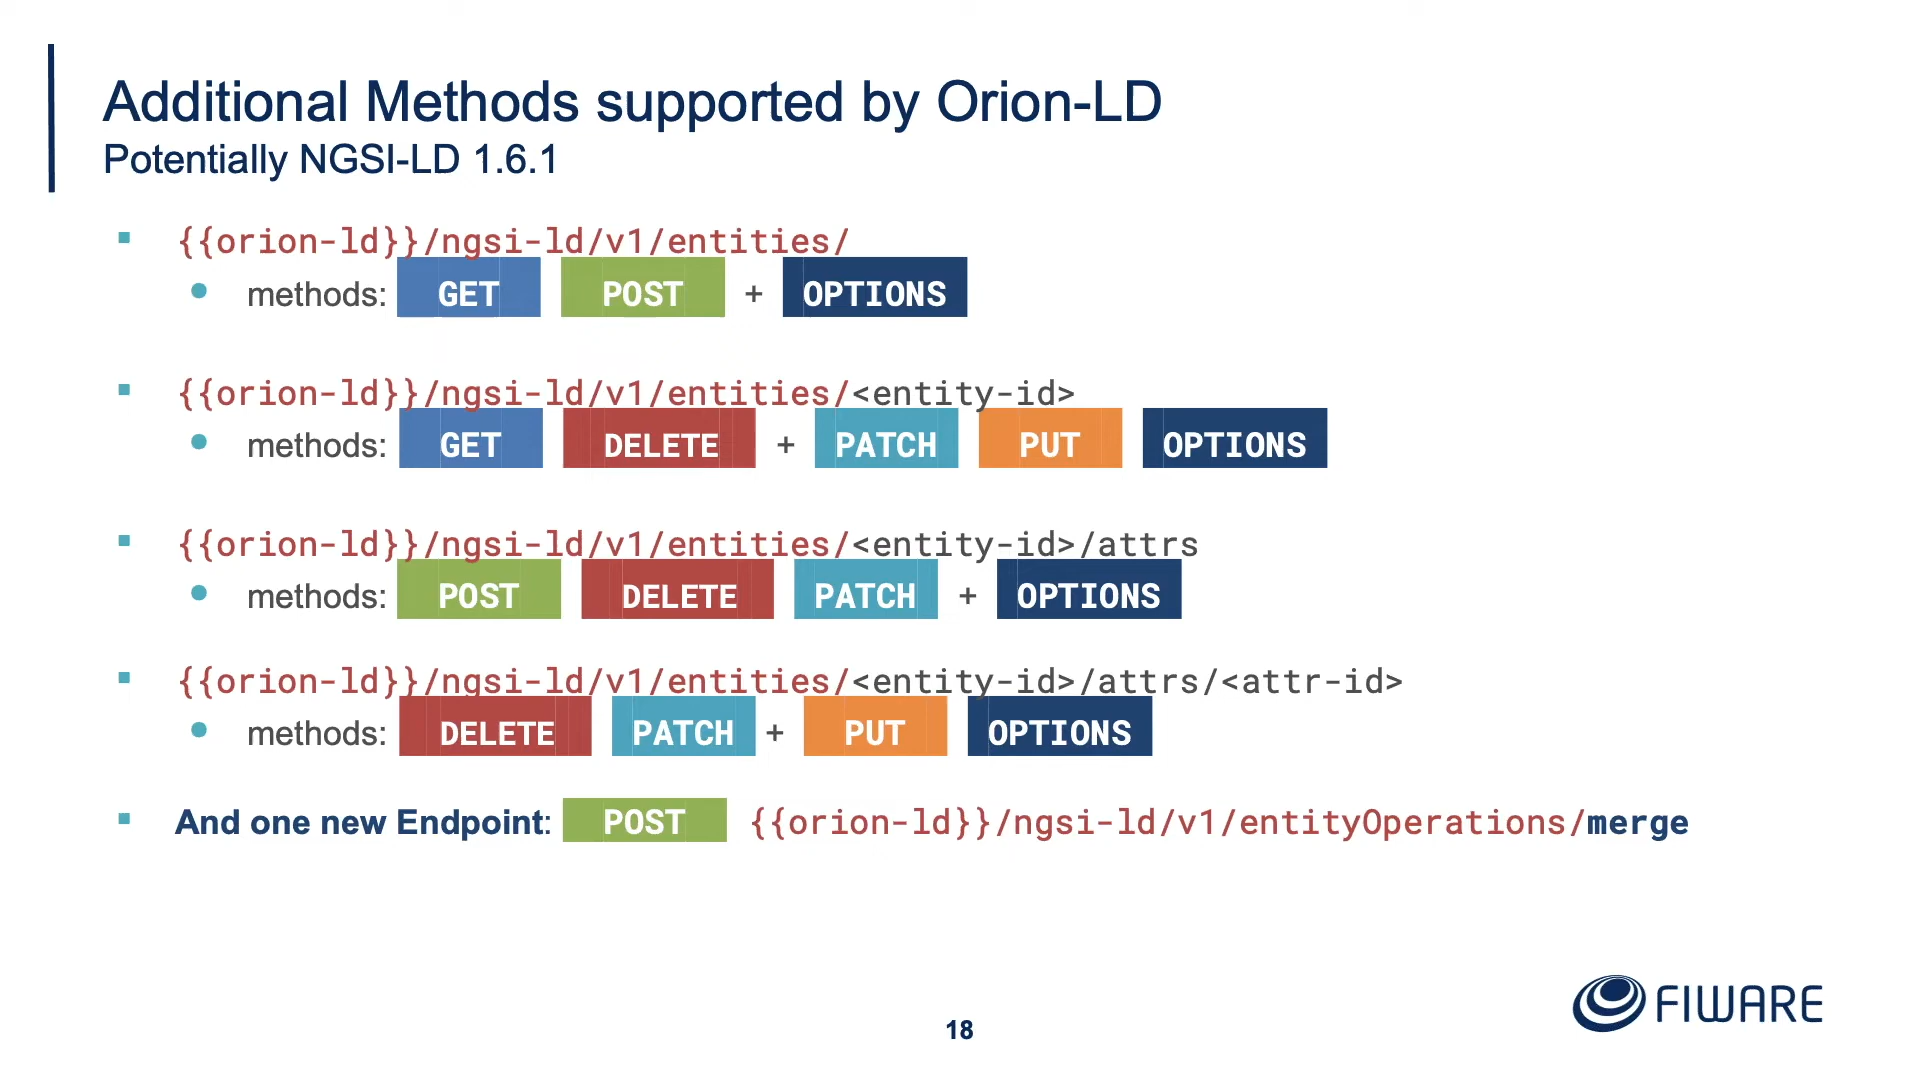 Additional Methods supported by Orion-LD
Potentially NGSI-LD 1.6.1
{{orion-ld}}/ngsi-ld/v1/entities/
methods: GET POST + OPTIONS
{{orion-ld}}/ngsi-ld/v1/entities/<entity-id>
methods: GET DELETE + PATCH PUT OPTIONS
{{orion-ld}}/ngsi-ld/v1/entities/<entity-id>/attrs
methods: POST DELETE PATCH + OPTIONS
{{orion-ld}}/ngsi-ld/v1/entities/<entity-id>/attrs/<attr-id>
methods: DELETE PATCH + PUT OPTIONS
And one new Endpoint: POST {{orion-ld}}/ngsi-ld/v1/entityOperations/merge
FIWARE
18